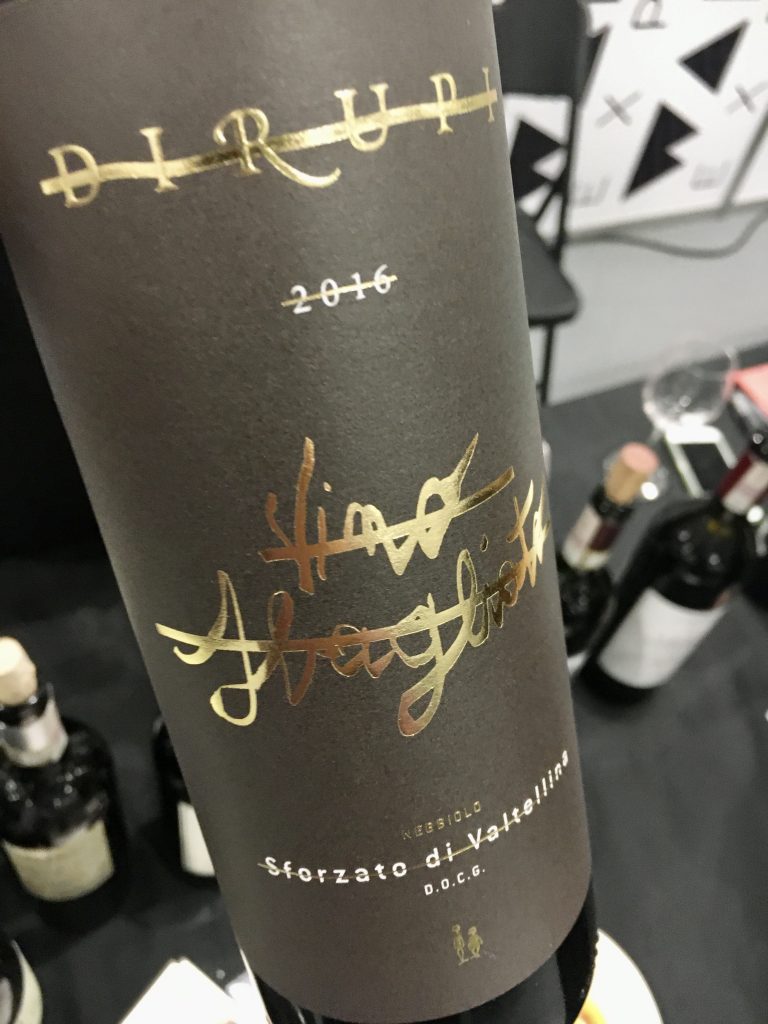 DIRUPI
2016
Vino
Sbagliato
NEBBIOLO
Sforzato di Valtellina
D.O.C.G.